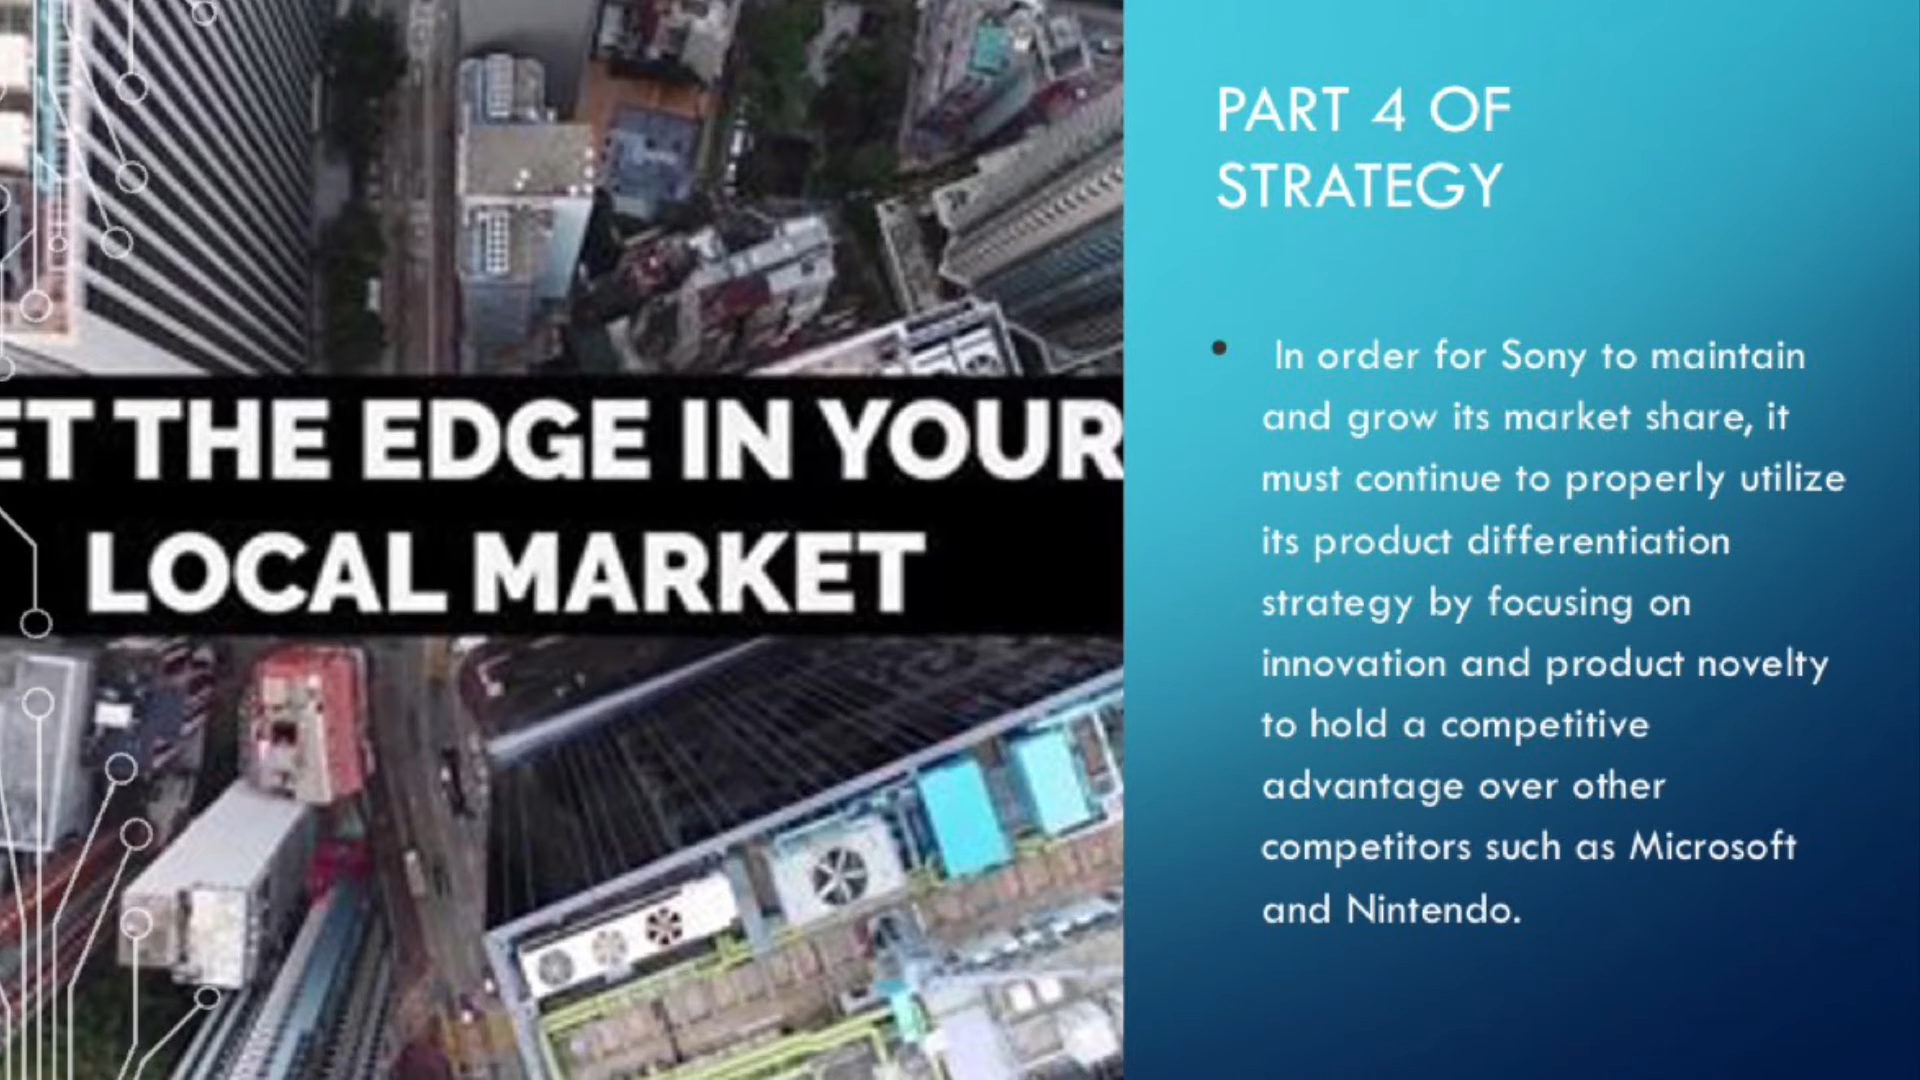 ET THE EDGE IN YOUR
LOCAL MARKET
PART 4 OF
STRATEGY
• In order for Sony to maintain
and grow its market share, it
must continue to properly utilize
its product differentiation
strategy by focusing on
innovation and product novelty
to hold a competitive
advantage over other
competitors such as Microsoft
and Nintendo.